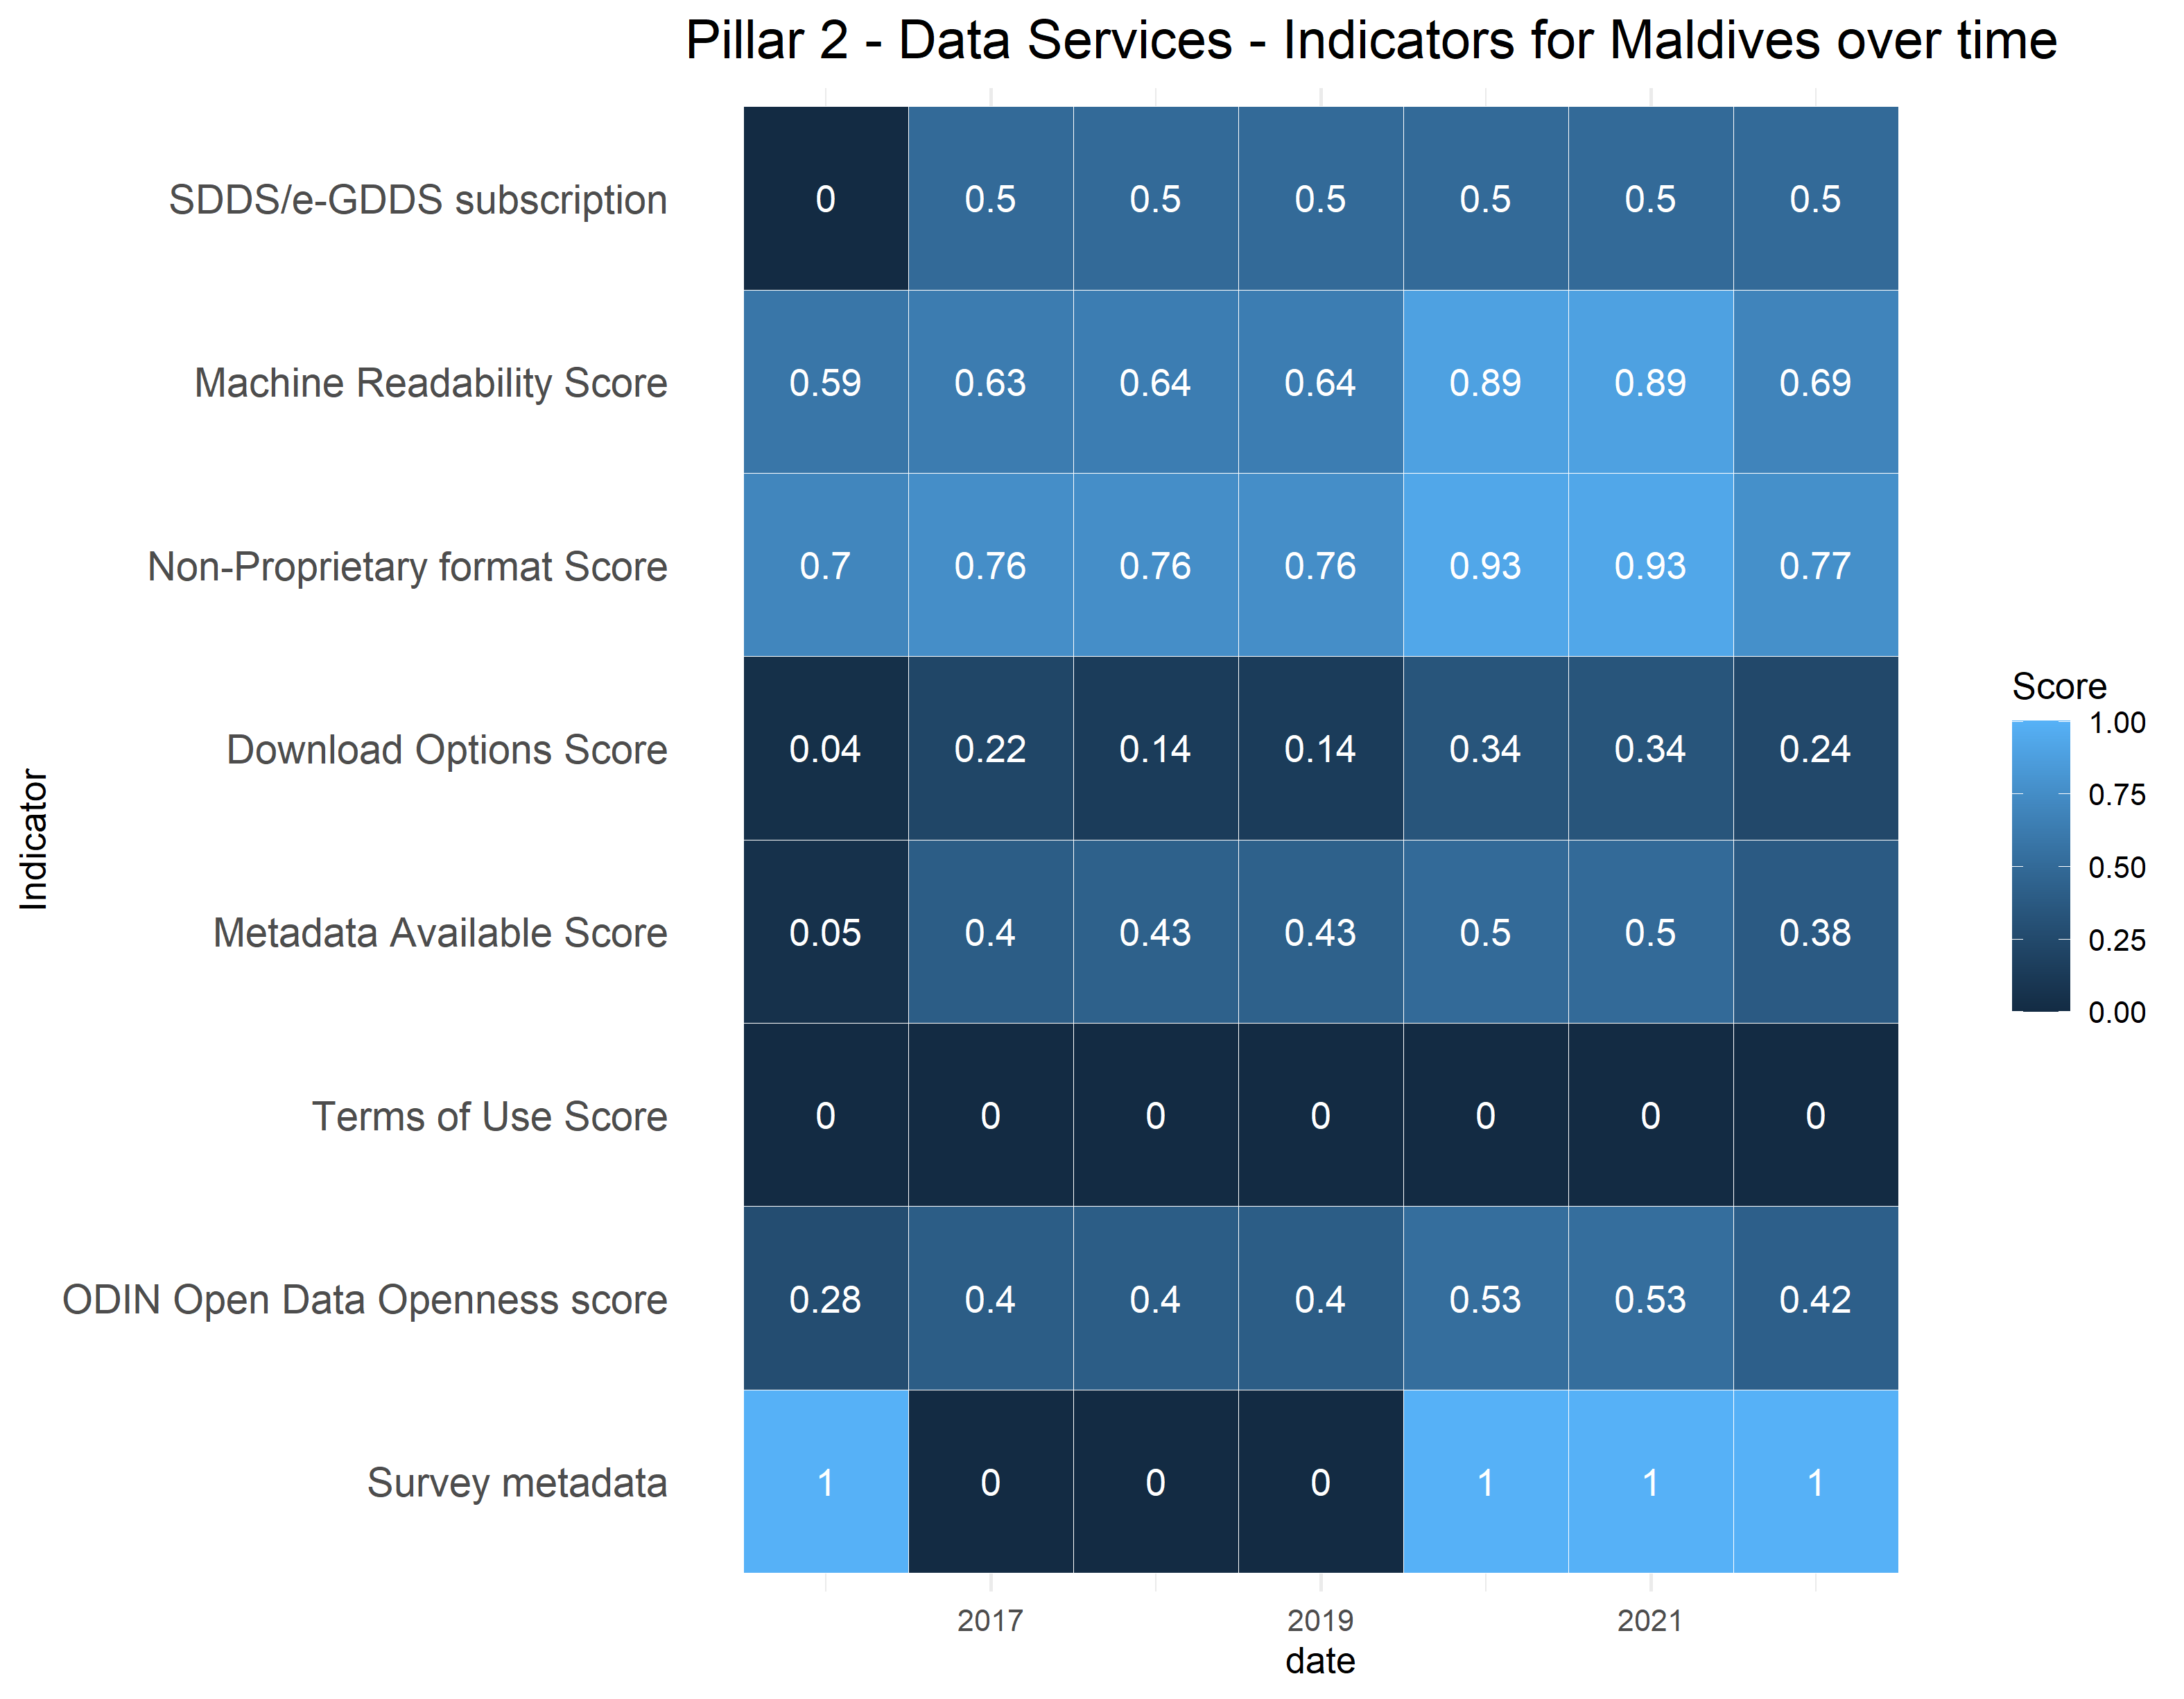 Pillar 2 - Data Services - Indicators for Maldives over time
Indicator
SDDS/e-GDDS subscription 0 0.5 0.5 0.5 0.5 0.5 0.5
Machine Readability Score 0.59 0.63 0.64 0.64 0.89 0.89 0.69
Non-Proprietary format Score 0.7 0.76 0.76 0.76 0.93 0.93 0.77
Download Options Score 0.04 0.22 0.14 0.14 0.34 0.34 0.24
Metadata Available Score 0.05 0.4 0.43 0.43 0.5 0.5 0.38
Terms of Use Score 0 0 0 0 0 0 0
ODIN Open Data Openness score 0.28 0.4 0.4 0.4 0.53 0.53 0.42
Survey metadata 1 0 0 0 1 1 1
2017 2019 2021
date
Score
1.00
0.75
0.50
0.25
0.00